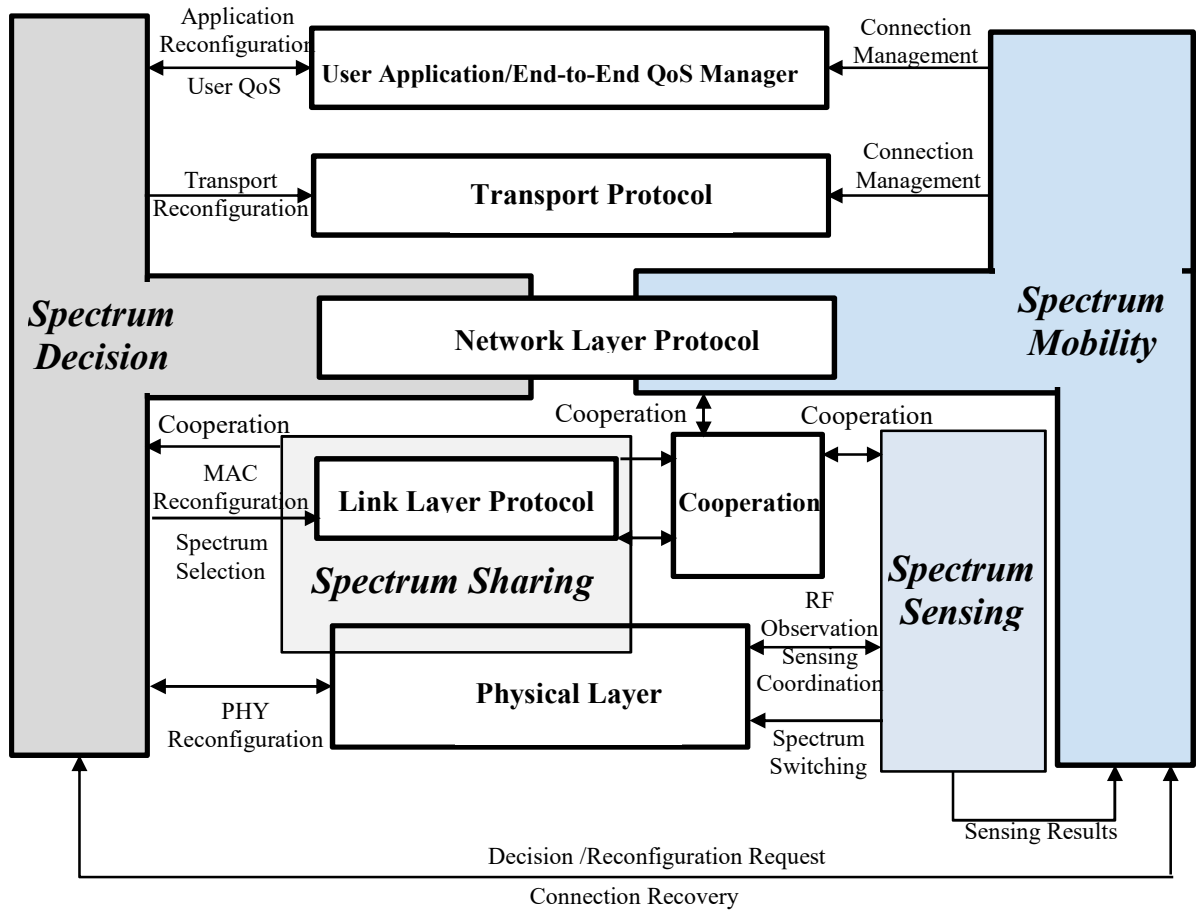 Application
Reconfiguration
User QoS
User Application/End-to-End QoS Manager
Connection
Management
Transport
Reconfiguration
Transport Protocol
Connection
Management
Spectrum
Decision
Network Layer Protocol
Spectrum
Mobility
Cooperation
Cooperation
Cooperation
MAC
Reconfiguration
Link Layer Protocol
Cooperation
Spectrum
Selection
Spectrum Sharing
Spectrum
Sensing
RF
Observation
Sensing
Coordination
Physical Layer
PHY
Reconfiguration
Spectrum
Switching
Sensing Results
Decision /Reconfiguration Request
Connection Recovery